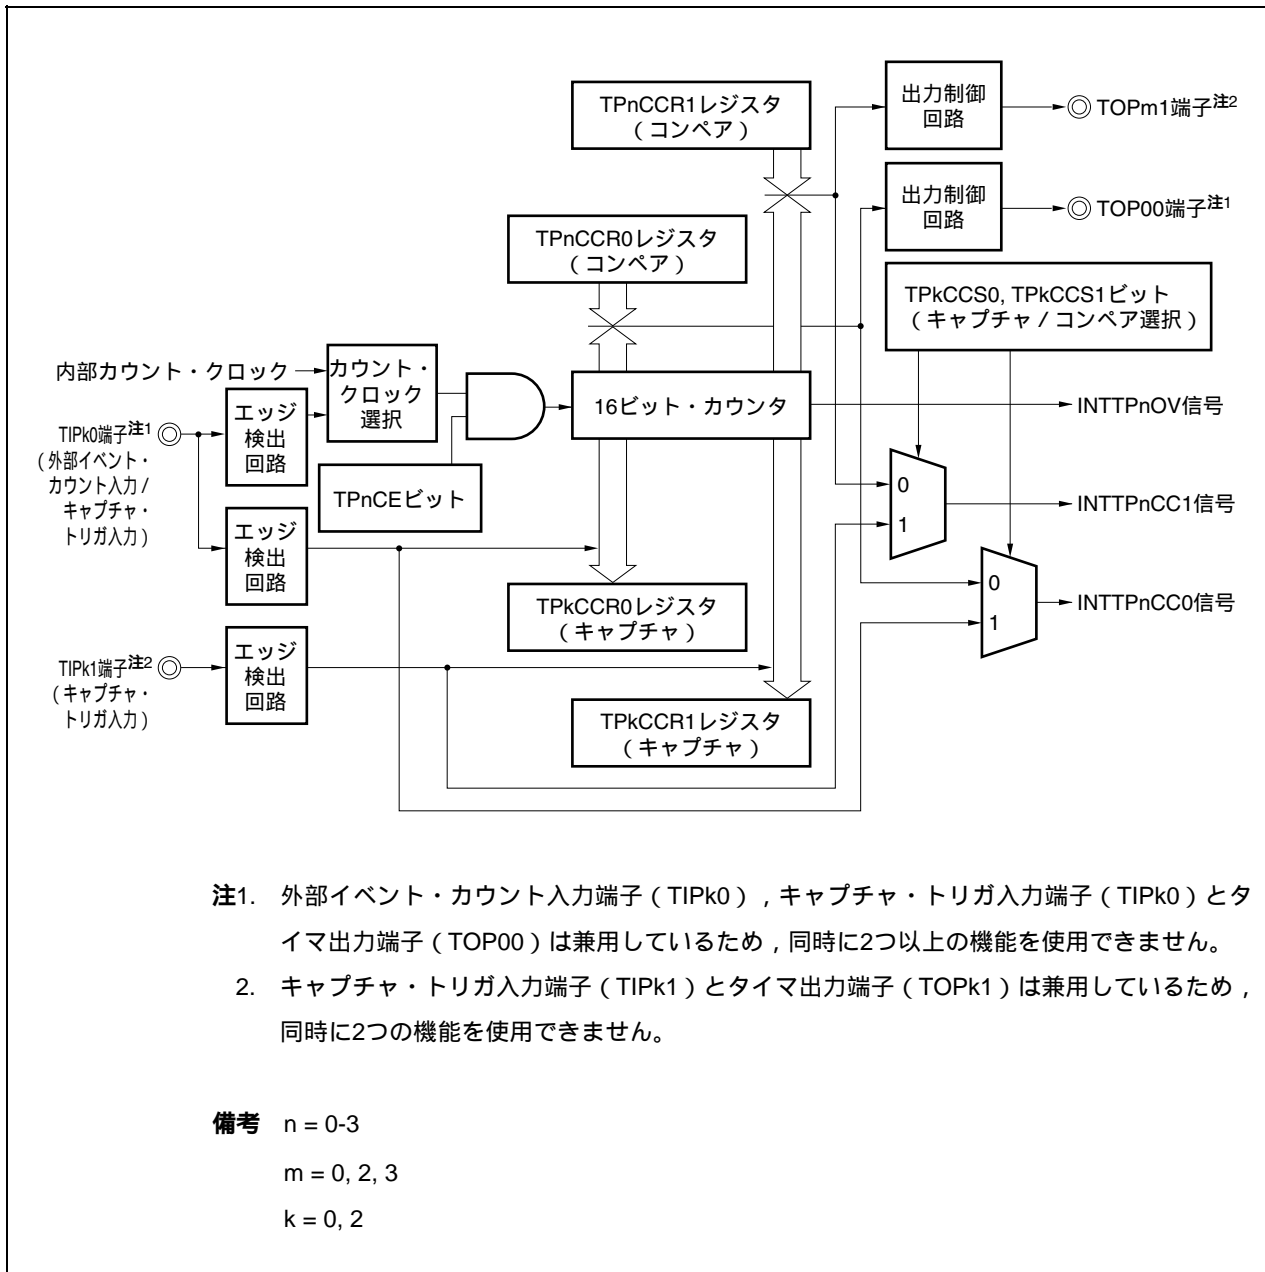 TPnCCR1レジスタ
（コンペア）
出力制御
回路
TOPm1端子注2
出力制御
回路
TOP00端子注1
TPnCCR0レジスタ
（コンペア）
TPkCCS0, TPkCCS1ビット
（キャプチャ / コンペア選択）
内部カウント・クロック
カウント・
クロック
選択
16ビット・カウンタ
INTTPnOV信号
エッジ
検出
回路
TIPk0端子注1
（外部イベント・
カウント入力 /
キャプチャ・
トリガ入力）
TPnCEビット
0
1
INTTPnCC1信号
エッジ
検出
回路
0
1
INTTPnCC0信号
TPkCCR0レジスタ
（キャプチャ）
エッジ
検出
回路
TIPk1端子注2
（キャプチャ・
トリガ入力）
TPkCCR1レジスタ
（キャプチャ）
注1. 外部イベント・カウント入力端子（TIPk0）, キャプチャ・トリガ入力端子（TIPk0）とタ
イマ出力端子（TOP00）は兼用しているため , 同時に2つ以上の機能を使用できません。
2. キャプチャ・トリガ入力端子（TIPk1）とタイマ出力端子（TOPk1）は兼用しているため ,
同時に2つの機能を使用できません。
備考 n = 0-3
m = 0, 2, 3
k = 0, 2